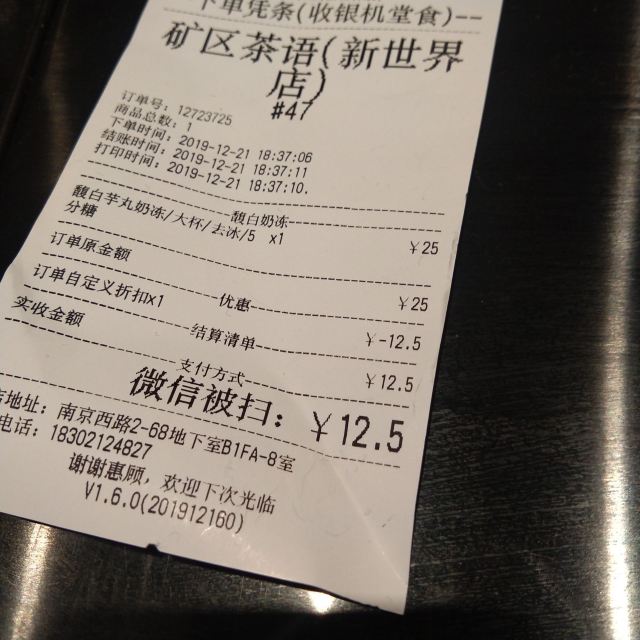 下单凭条(收银机堂食)--
矿区茶语(新世界
店)
#47
订单号: 12723725
商品总数: 1
下单时间: 2019-12-21 18:37:06
结账时间: 2019-12-21 18:37:11
打印时间: 2019-12-21 18:37:10.
馥白奶冻
馥白芋丸奶冻/大杯/去冰/5 x1 ￥25
分糖
订单原金额 ￥25
优惠
订单自定义折扣x1 ￥-12.5
结算清单
实收金额 ￥12.5
支付方式
微信被扫: ￥12.5
店地址: 南京西路2-68地下室B1FA-8室
电话: 18302124827
谢谢惠顾, 欢迎下次光临
V1.6.0(201912160)